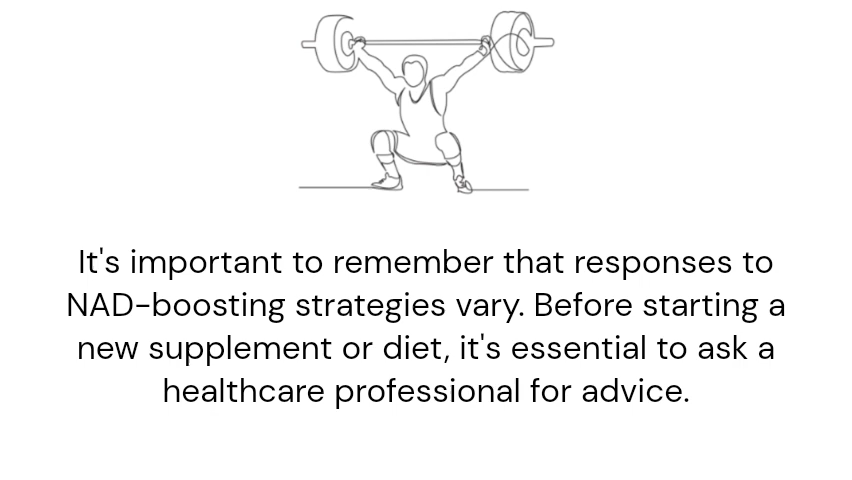 It's important to remember that responses to
NAD-boosting strategies vary. Before starting a
new supplement or diet, it's essential to ask a
healthcare professional for advice.